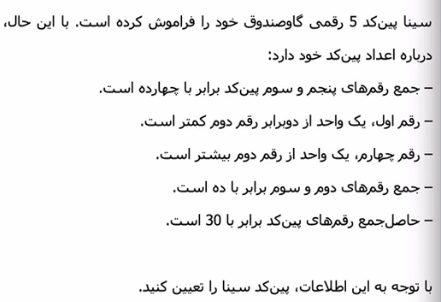 سینا پین‌کد 5 رقمی گاوصندوق خود را فراموش کرده است. با این حال،
درباره اعداد پین‌کد خود دارد:
– جمع رقم‌های پنجم و سوم پین‌کد برابر با چهارده است.
– رقم اول، یک واحد از دوبرابر رقم دوم کمتر است.
– رقم چهارم، یک واحد از رقم دوم بیشتر است.
– جمع رقم‌های دوم و سوم برابر با ده است.
– حاصل‌جمع رقم‌های پین‌کد برابر با 30 است.
با توجه به این اطلاعات، پین‌کد سینا را تعیین کنید.